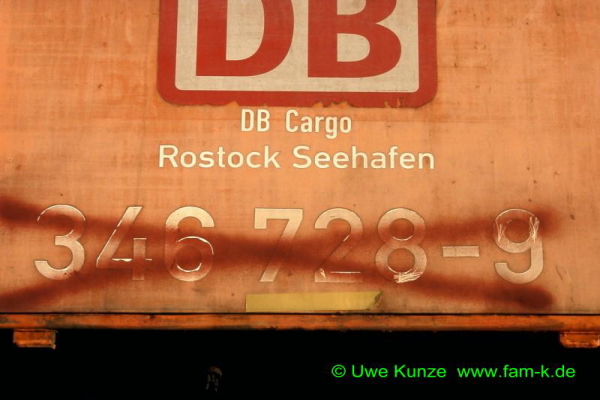 DB
DB Cargo
Rostock Seehafen
346 728-9
© Uwe Kunze www.fam-k.de